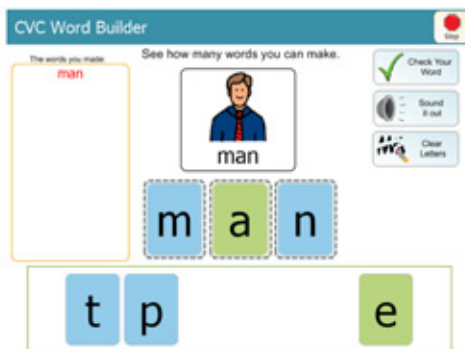 CVC Word Builder
Stop
The words you made:
man
See how many words you can make.
man
Check Your
Word
Sound
it out
Clear
Letters
m a n
t p e